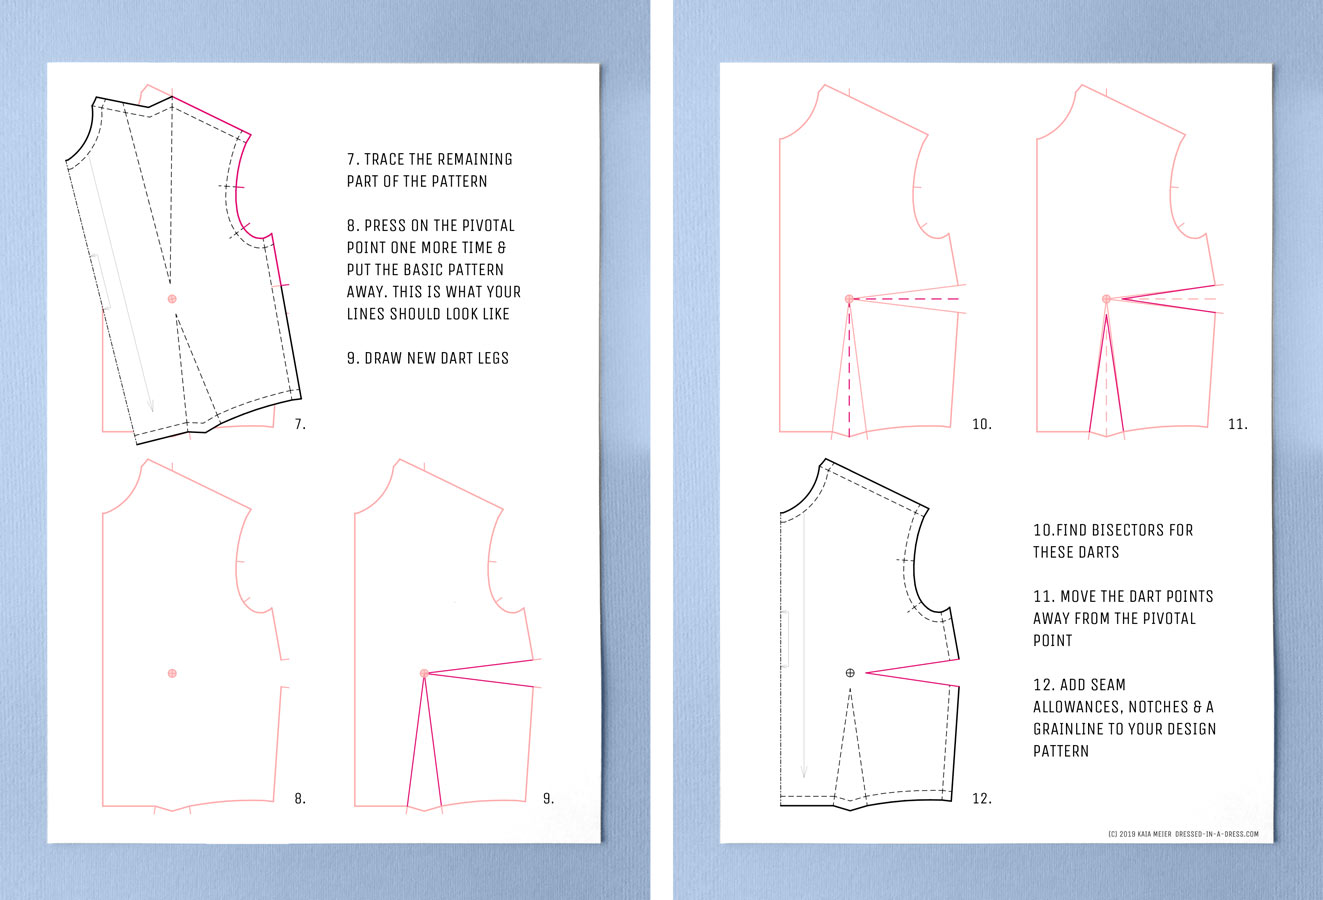 7. TRACE THE REMAINING
PART OF THE PATTERN
8. PRESS ON THE PIVOTAL
POINT ONE MORE TIME &
PUT THE BASIC PATTERN
AWAY. THIS IS WHAT YOUR
LINES SHOULD LOOK LIKE
9. DRAW NEW DART LEGS
7.
8.
9.
10.
11.
10.FIND BISECTORS FOR
THESE DARTS
11. MOVE THE DART POINTS
AWAY FROM THE PIVOTAL
POINT
12. ADD SEAM
ALLOWANCES, NOTCHES & A
GRAINLINE TO YOUR DESIGN
PATTERN
12.
(C) 2019 KAIA MEIER DRESSED-IN-A-DRESS.COM